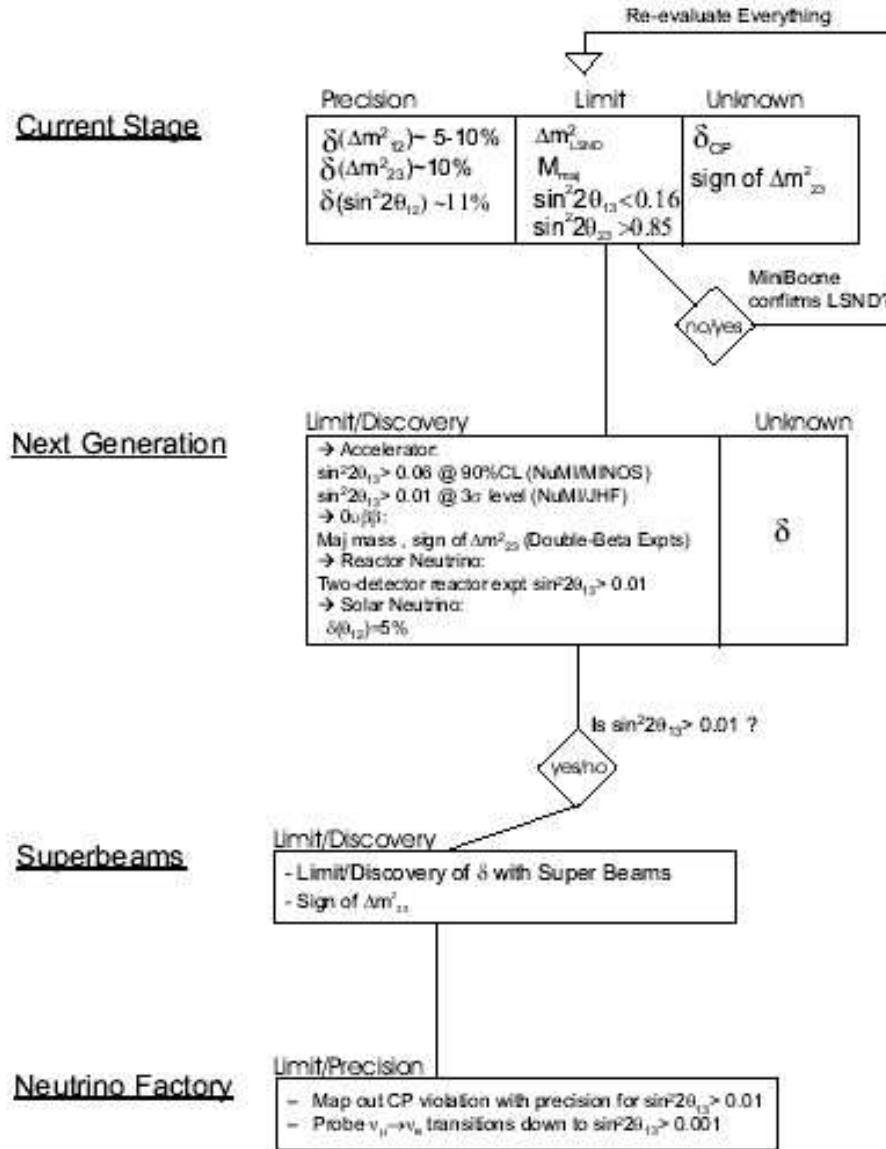 Re-evaluate Everything
Current Stage
Precision Limit Unknown
δ(Δm²₁₂)~ 5-10%
δ(Δm²₂₃)~10%
δ(sin²2θ₁₂) ~11%
Δm²LSND
Mmaj
sin²2θ₁₃<0.16
sin²2θ₂₃>0.85
δCP
sign of Δm²₂₃
MiniBoone
confirms LSND?
no/yes
Next Generation
Limit/Discovery Unknown
→ Accelerator:
sin²2θ₁₃> 0.06 @ 90%CL (NuMI/MINOS)
sin²2θ₁₃> 0.01 @ 3σ level (NuMI/JHF)
→ 0υββ:
Maj mass , sign of Δm²₂₃ (Double-Beta Expts)
→ Reactor Neutrino:
Two-detector reactor expt sin²2θ₁₃> 0.01
→ Solar Neutrino:
δ(θ₁₂)=5%
δ
Is sin²2θ₁₃> 0.01 ?
yes/no
Superbeams
Limit/Discovery
- Limit/Discovery of δ with Super Beams
- Sign of Δm²₂₃
Neutrino Factory
Limit/Precision
– Map out CP violation with precision for sin²2θ₁₃> 0.01
– Probe νμ→νe transitions down to sin²2θ₁₃> 0.001